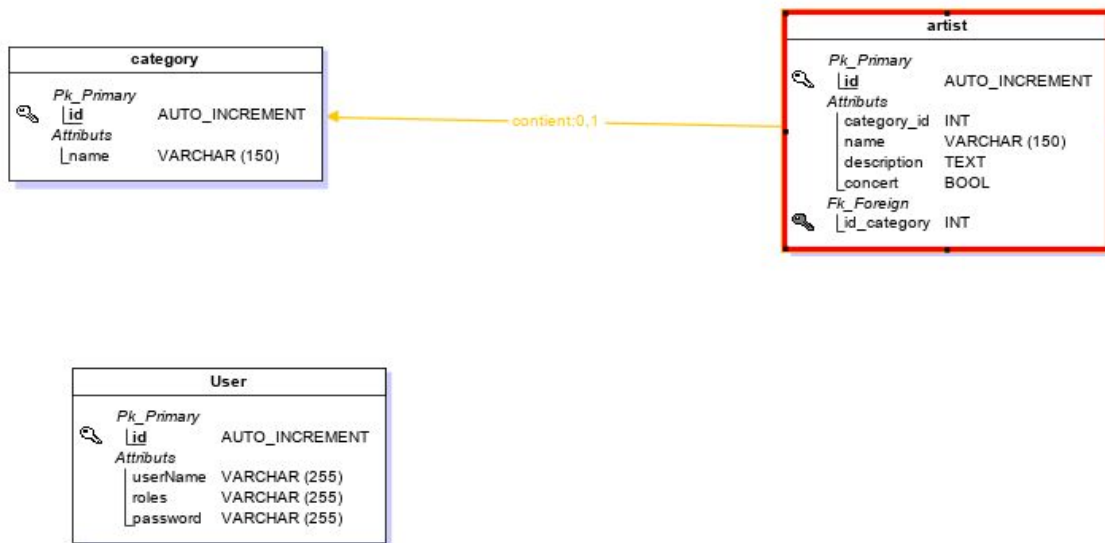 category
Pk_Primary
id AUTO_INCREMENT
Attributs
name VARCHAR (150)
contient:0,1
artist
Pk_Primary
id AUTO_INCREMENT
Attributs
category_id INT
name VARCHAR (150)
description TEXT
concert BOOL
Fk_Foreign
id_category INT
User
Pk_Primary
id AUTO_INCREMENT
Attributs
userName VARCHAR (255)
roles VARCHAR (255)
password VARCHAR (255)